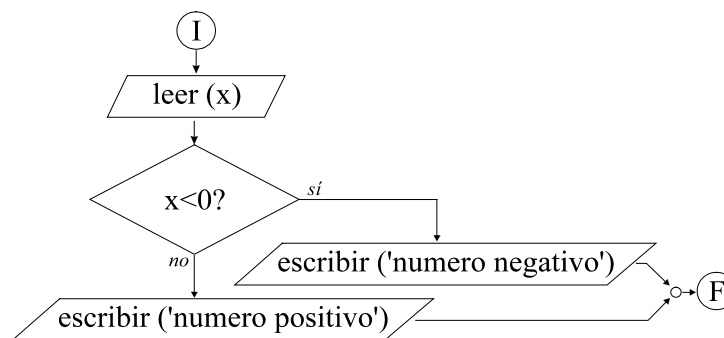 I
leer (x)
x<0?
sí
no
escribir ('numero negativo')
F
escribir ('numero positivo')